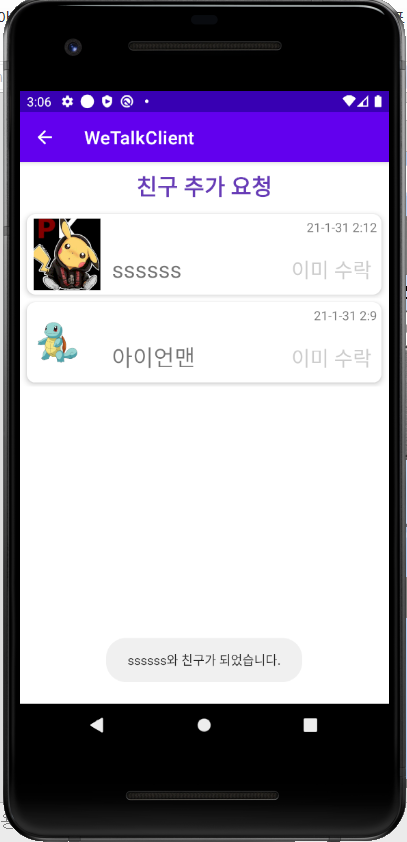 3:06
WeTalkClient
친구 추가 요청
21-1-31 2:12
ssssss
이미 수락
21-1-31 2:9
아이언맨
이미 수락
ssssss와 친구가 되었습니다.